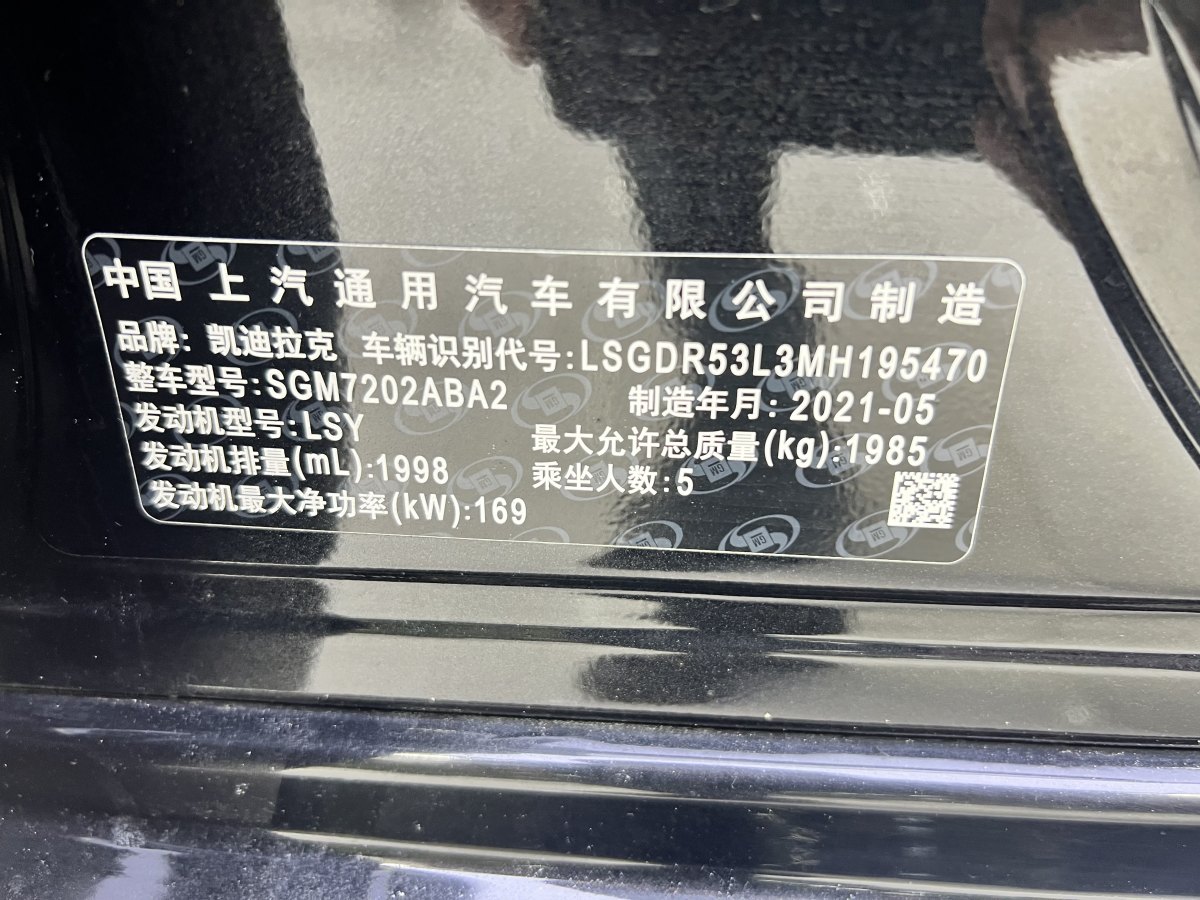 中国上汽通用汽车有限公司制造
品牌: 凯迪拉克 车辆识别代号:LSGDR53L3MH195470
整车型号:SGM7202ABA2 制造年月: 2021-05
发动机型号:LSY 最大允许总质量(kg):1985
发动机排量(mL):1998 乘坐人数:5
发动机最大净功率(kW):169